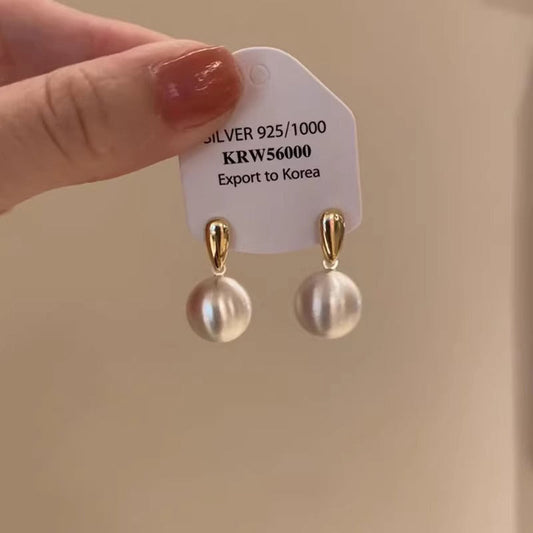 SILVER 925/1000
KRW56000
Export to Korea